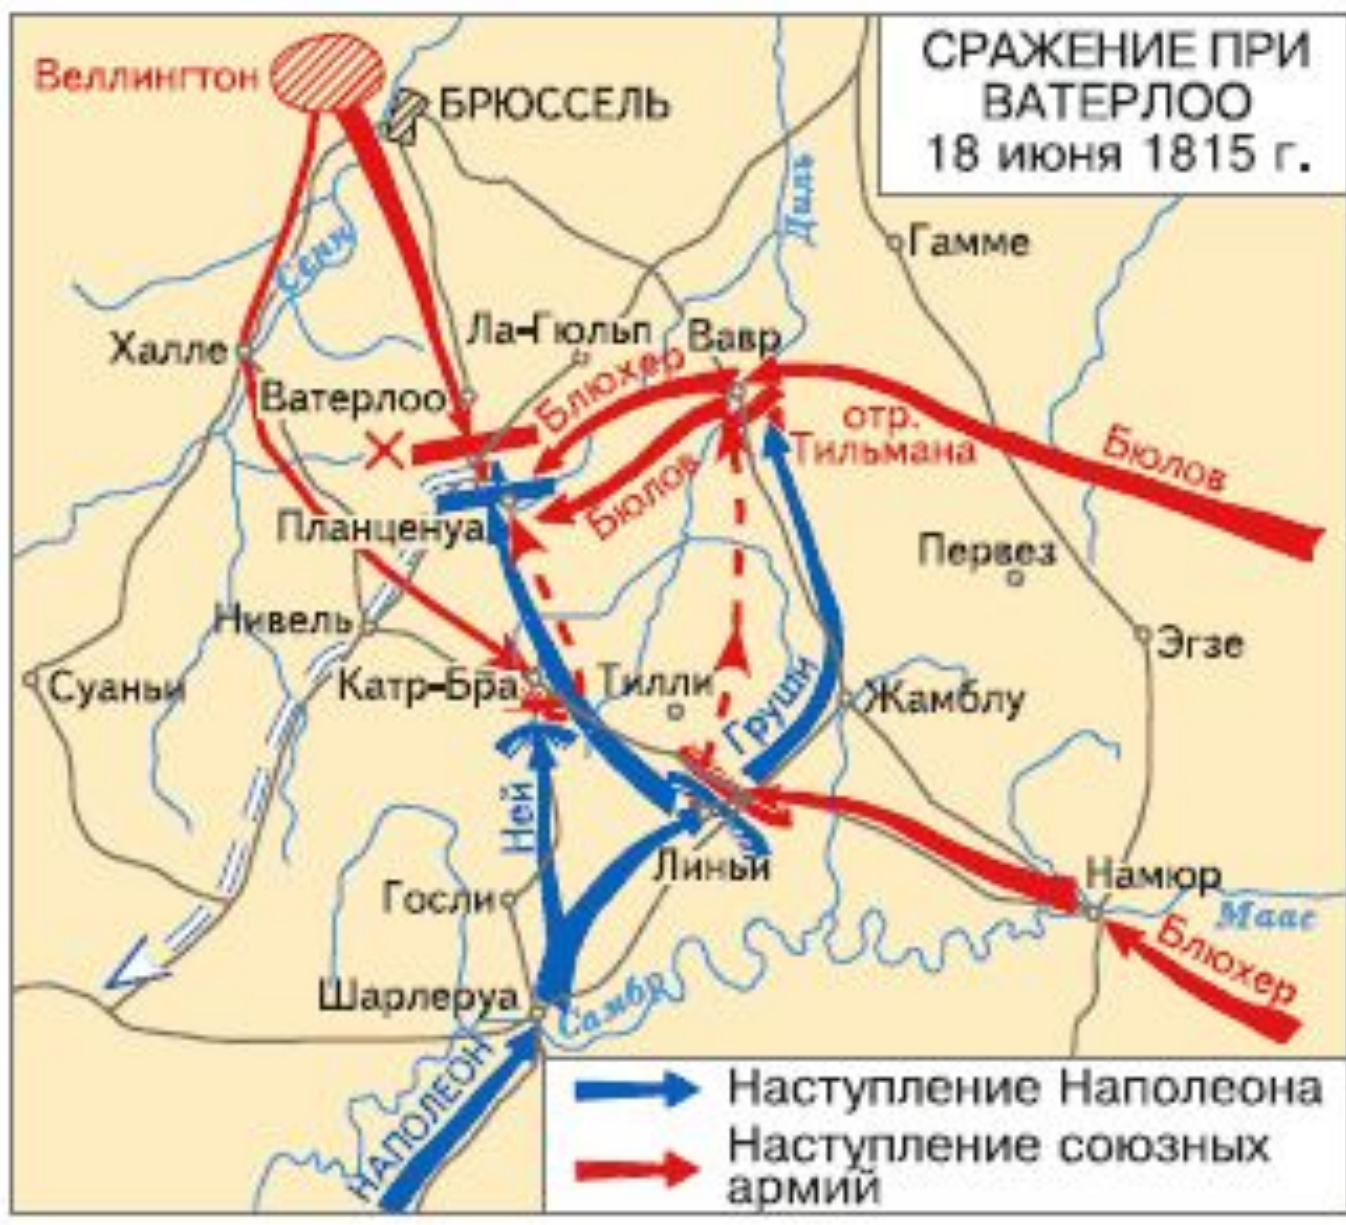 СРАЖЕНИЕ ПРИ
ВАТЕРЛОО
18 июня 1815 г.
Веллингтон
БРЮССЕЛЬ
Диль
Гамме
Сенн
Халле
Ла-Гюльп
Вавр
Ватерлоо
Блюхер
отр.
Тильмана
Бюлов
Бюлов
Планценуа
Первез
Нивель
Эгзе
Суаньи
Катр-Бра
Тилли
Груши
Жамблу
Ней
Линьи
Госли
Намюр
Маас
Блюхер
Шарлеруа
Самбр
НАПОЛЕОН
Наступление Наполеона
Наступление союзных
армий